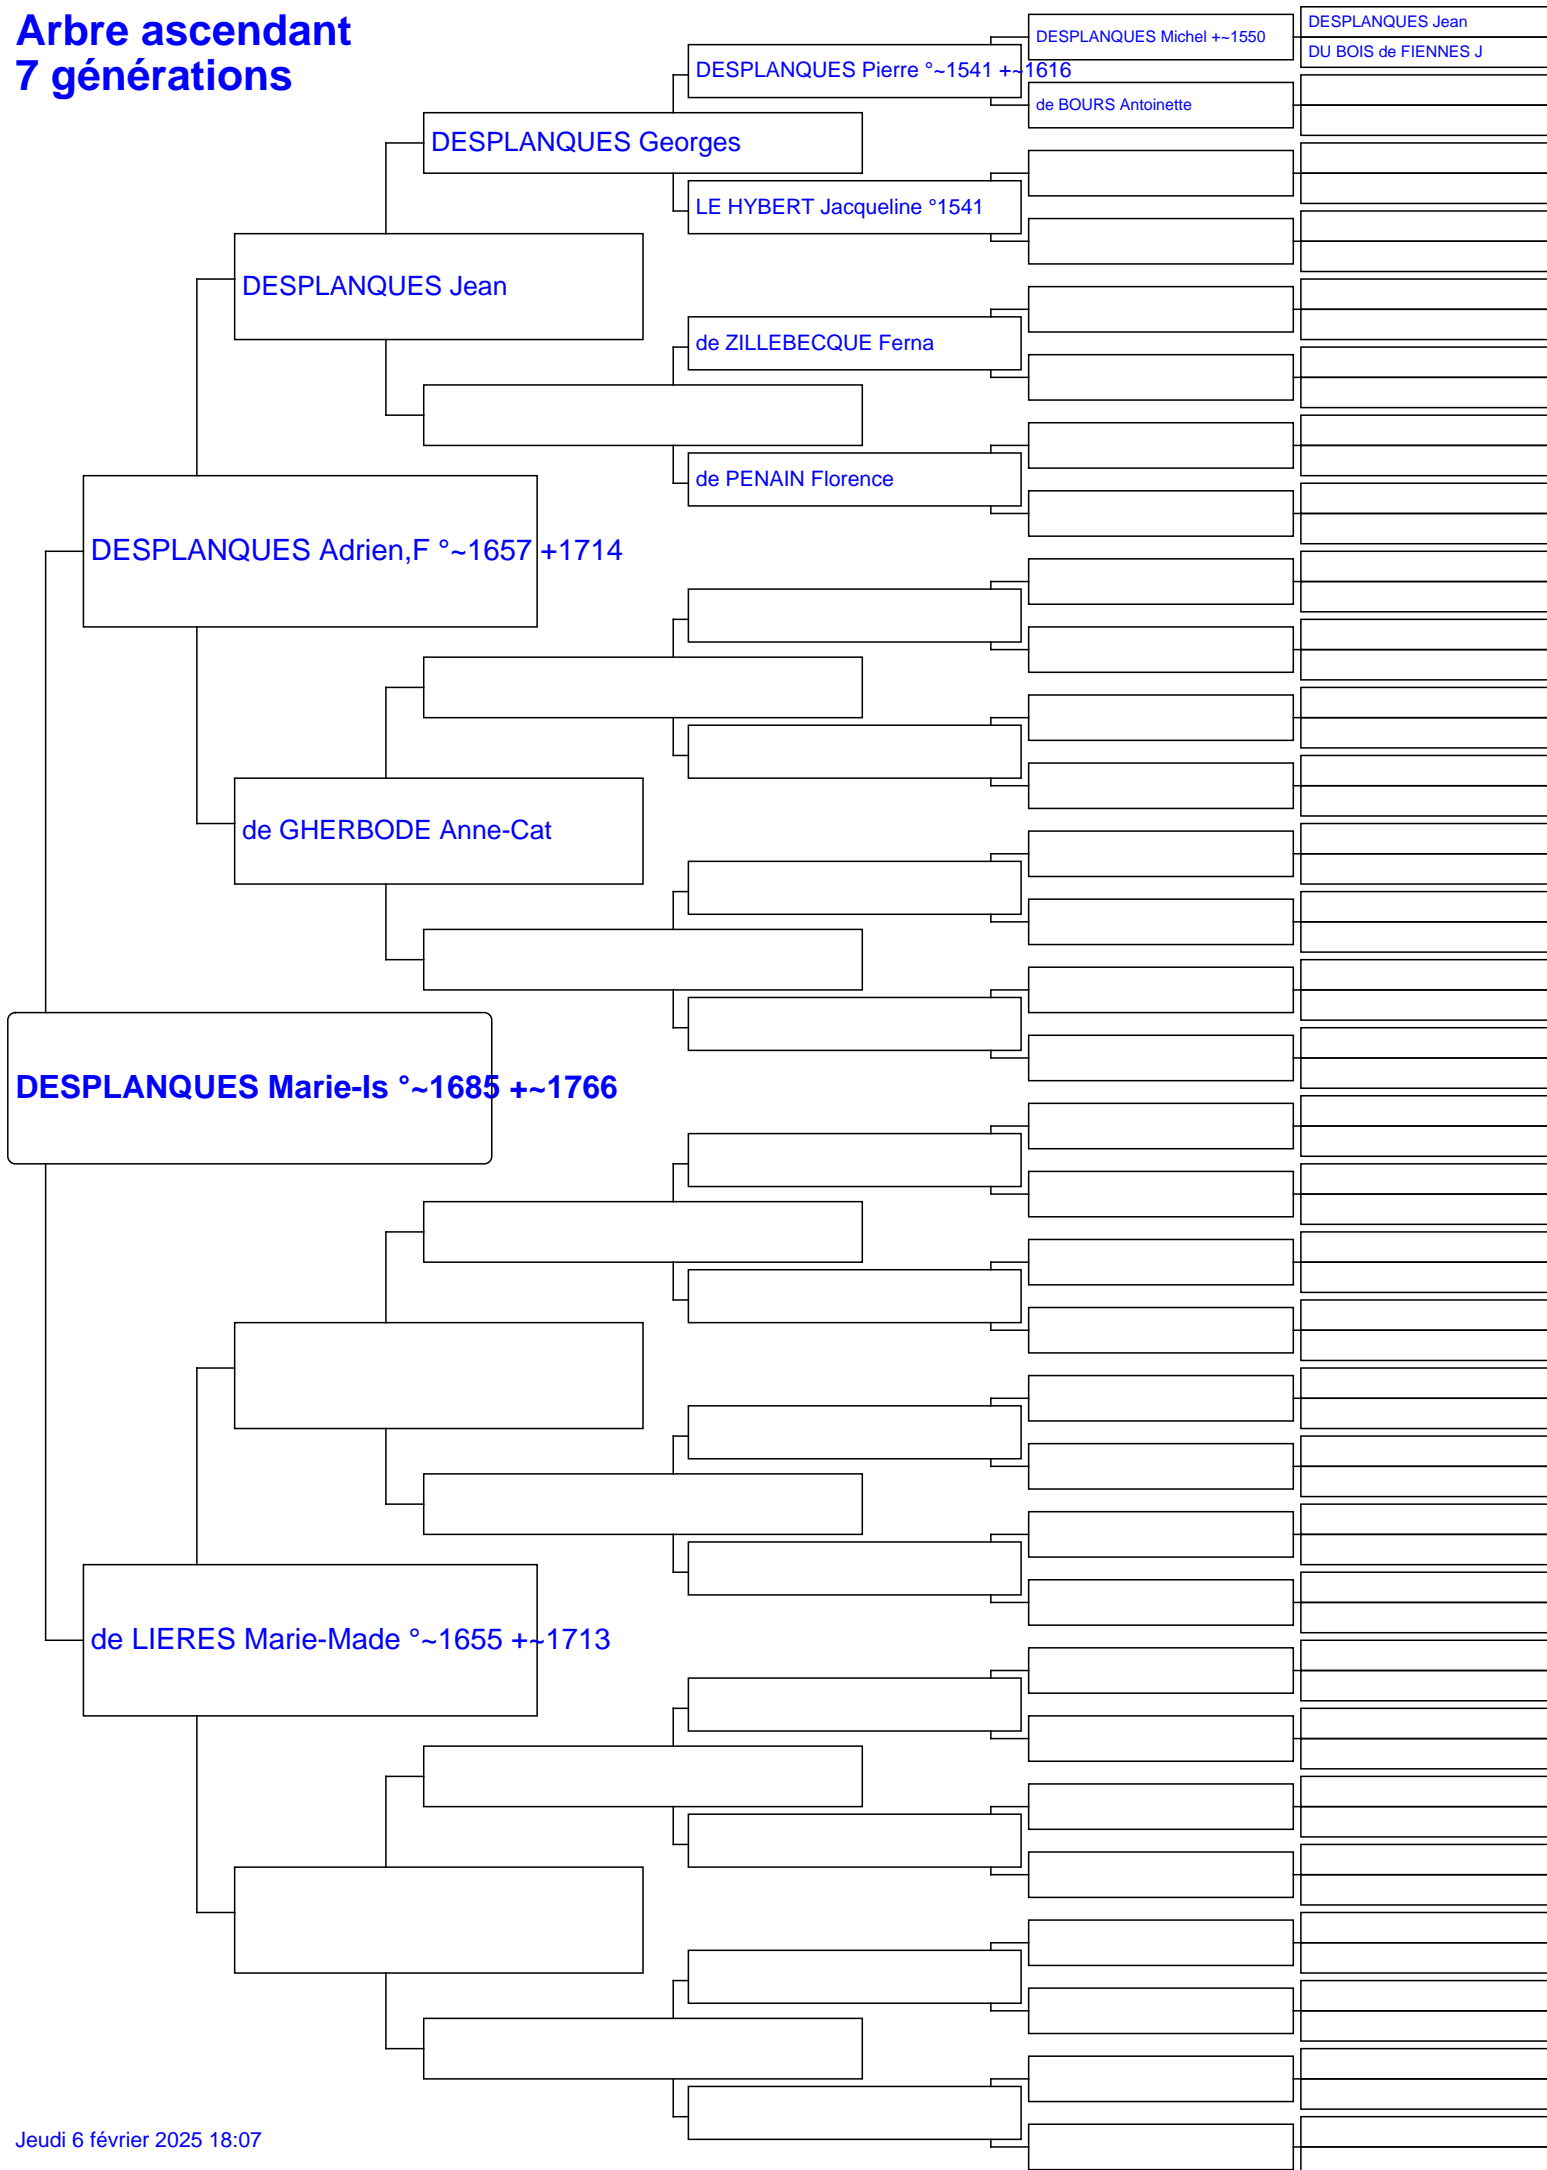 Arbre ascendant
7 générations
DESPLANQUES Jean
DESPLANQUES Michel +~1550
DU BOIS de FIENNES J
DESPLANQUES Pierre °~1541 +~1616
de BOURS Antoinette
DESPLANQUES Georges
LE HYBERT Jacqueline °1541
DESPLANQUES Jean
de ZILLEBECQUE Ferna
de PENAIN Florence
DESPLANQUES Adrien,F °~1657 +1714
de GHERBODE Anne-Cat
DESPLANQUES Marie-Is °~1685 +~1766
de LIERES Marie-Made °~1655 +~1713
Jeudi 6 février 2025 18:07